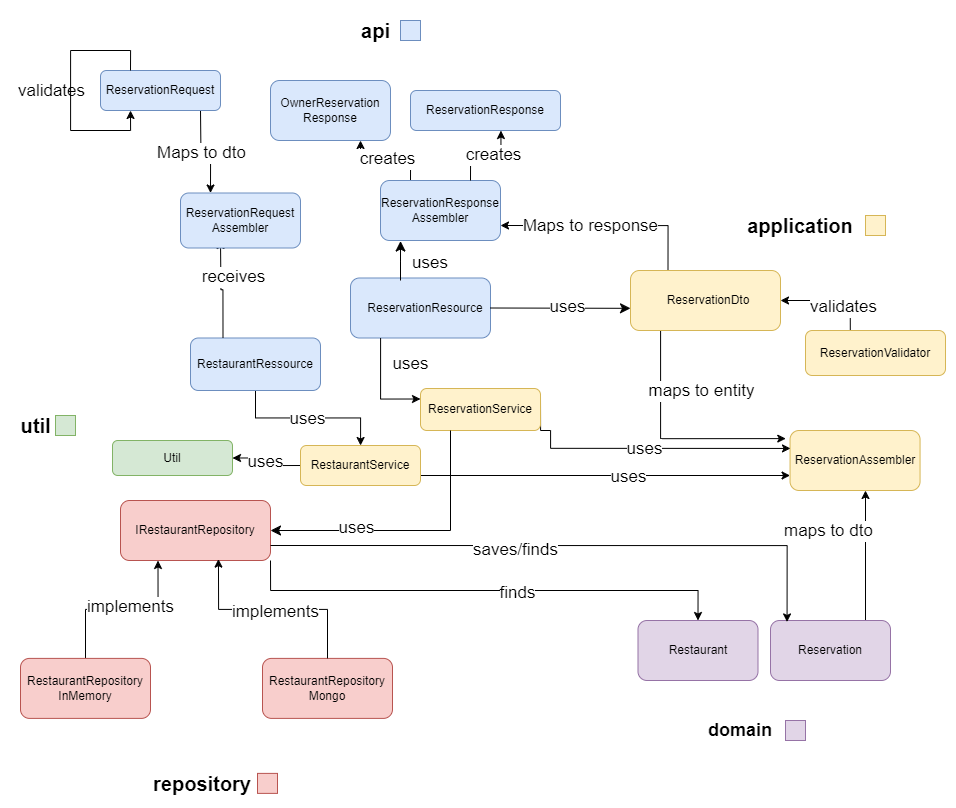 api
validates
ReservationRequest
OwnerReservation
Response
ReservationResponse
Maps to dto
creates
creates
ReservationRequest
Assembler
ReservationResponse
Assembler
Maps to response
application
receives
uses
ReservationResource
uses
ReservationDto
validates
ReservationValidator
RestaurantRessource
uses
maps to entity
ReservationService
uses
util
Util
uses
RestaurantService
uses
uses
ReservationAssembler
IRestaurantRepository
uses
saves/finds
maps to dto
finds
implements
implements
Restaurant
Reservation
RestaurantRepository
InMemory
RestaurantRepository
Mongo
domain
repository